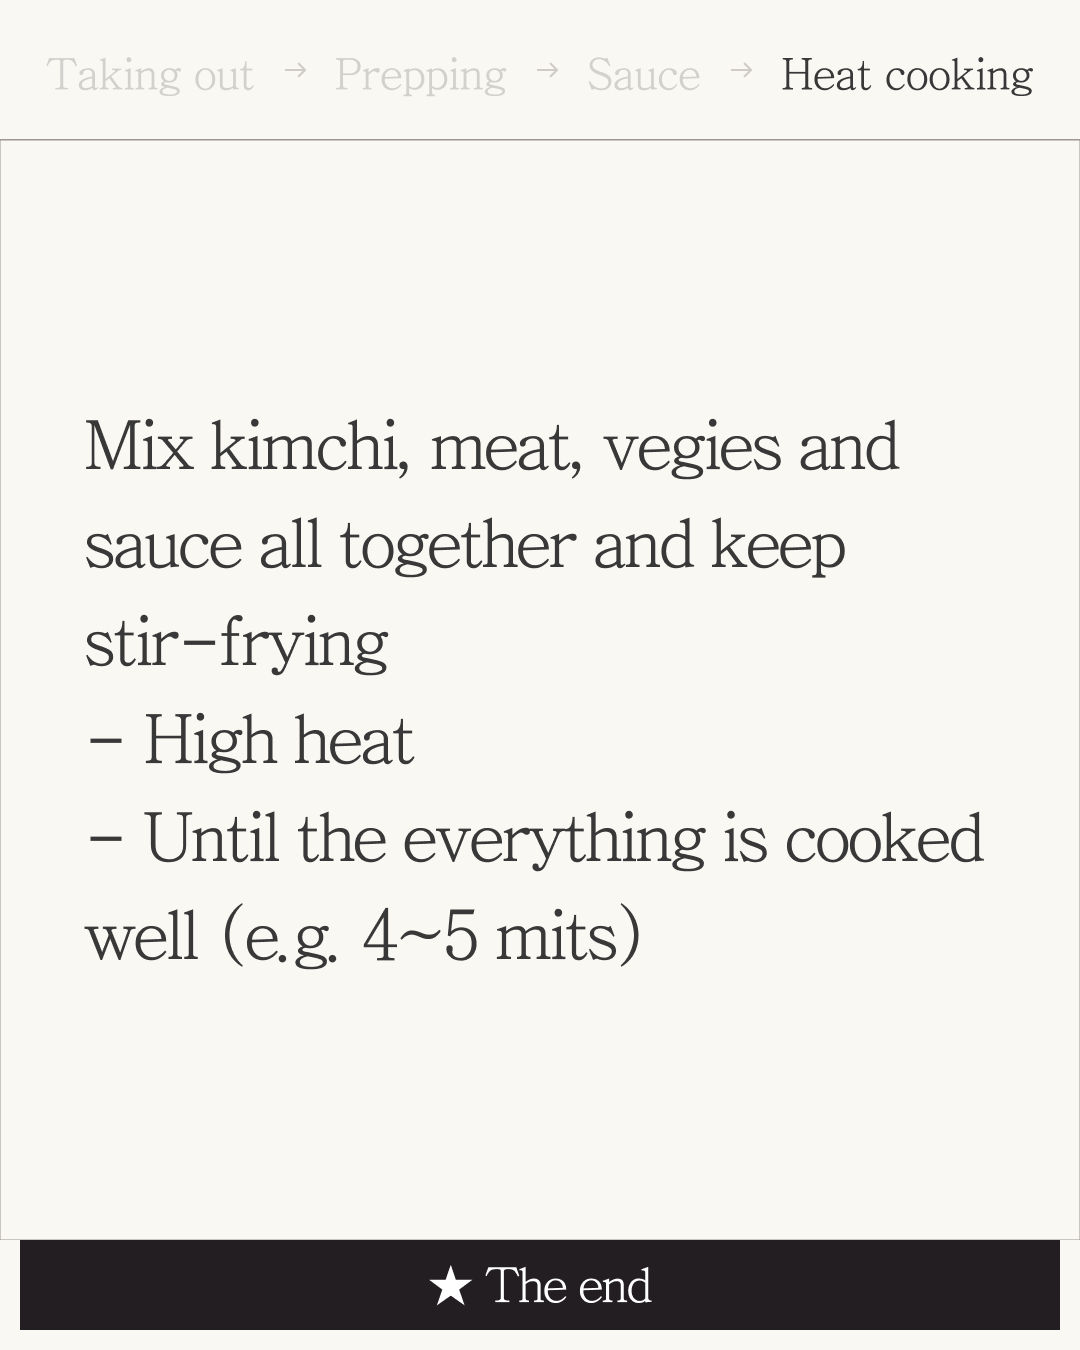 Taking out → Prepping → Sauce → Heat cooking
Mix kimchi, meat, vegies and
sauce all together and keep
stir-frying
- High heat
- Until the everything is cooked
well (e.g. 4~5 mits)
★ The end